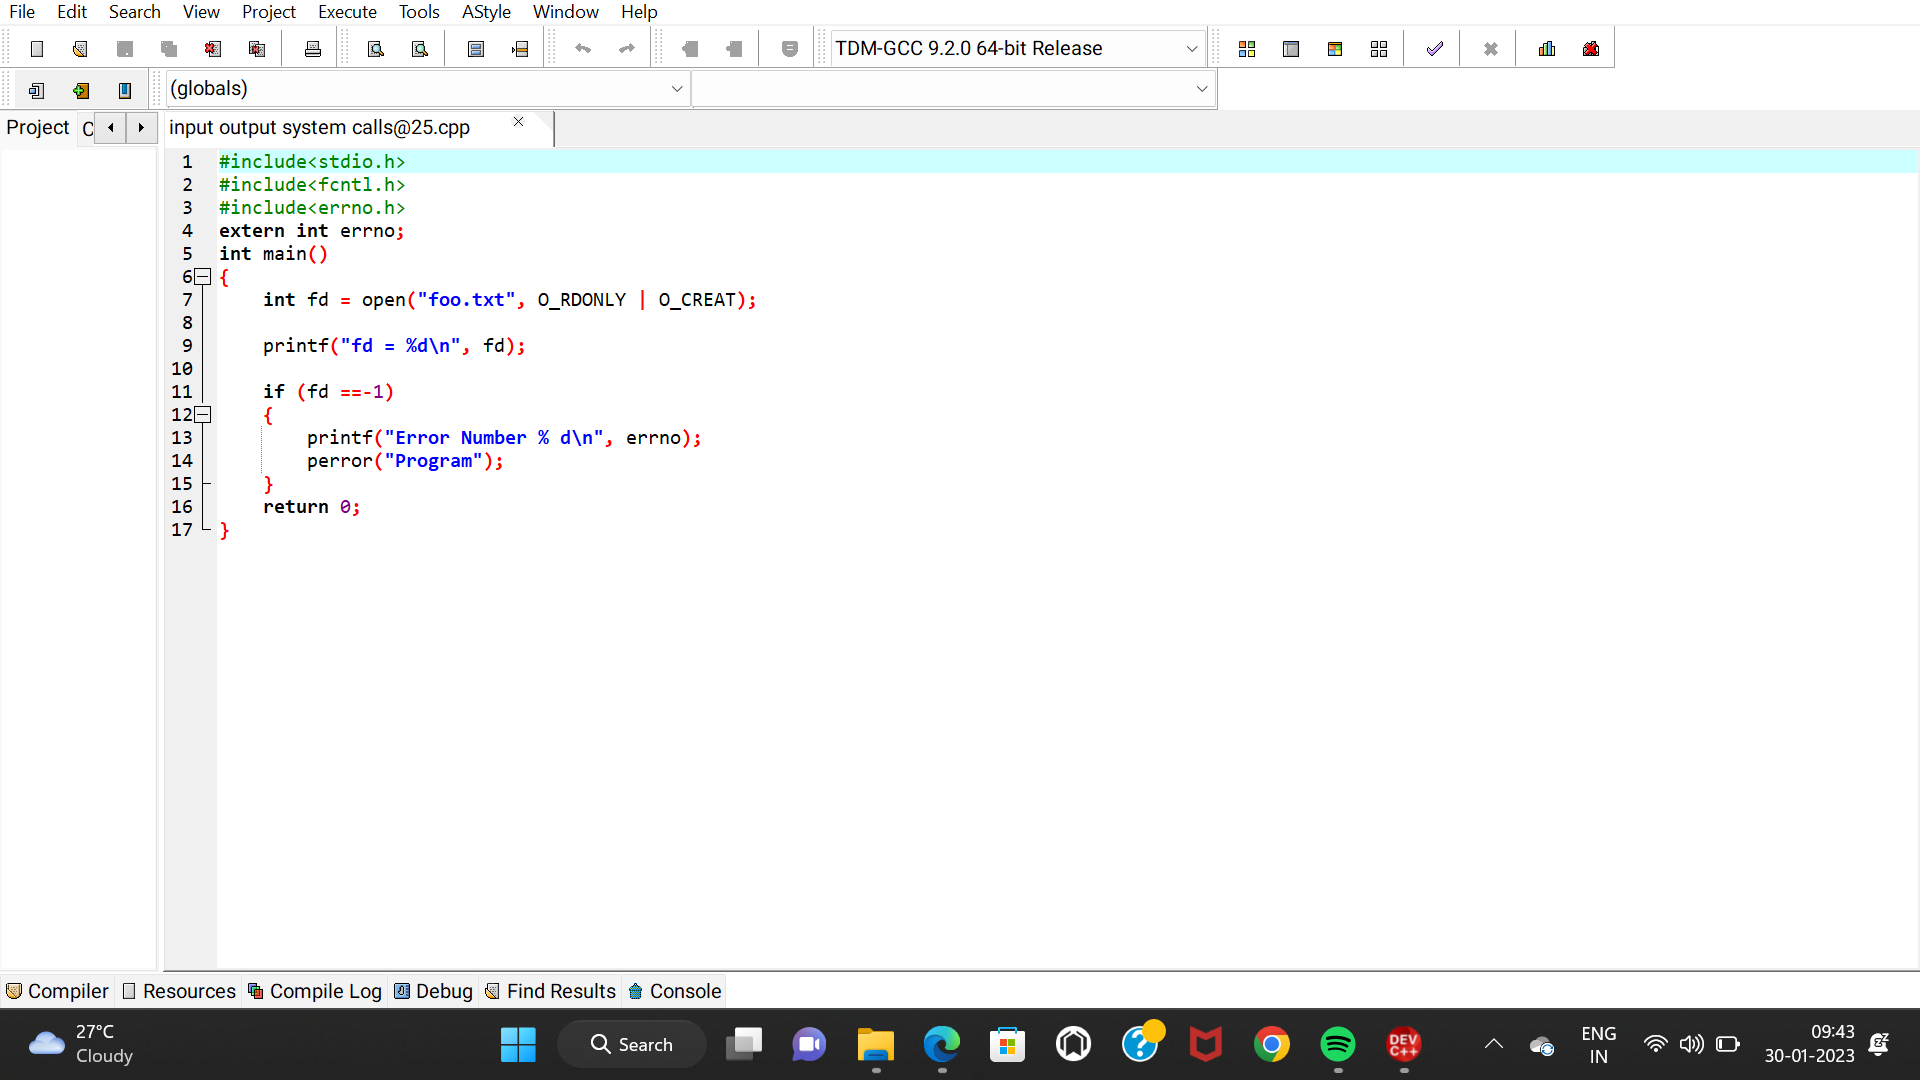 File Edit Search View Project Execute Tools AStyle Window Help
TDM-GCC 9.2.0 64-bit Release
(globals)
Project C input output system calls@25.cpp
1 #include<stdio.h>
2 #include<fcntl.h>
3 #include<errno.h>
4 extern int errno;
5 int main()
6 {
7 int fd = open("foo.txt", O_RDONLY | O_CREAT);
8
9 printf("fd = %d\n", fd);
10
11 if (fd ==-1)
12 {
13 printf("Error Number % d\n", errno);
14 perror("Program");
15 }
16 return 0;
17 }
Compiler Resources Compile Log Debug Find Results Console
27°C
Cloudy
Search
DEV
C++
ENG
IN
09:43
30-01-2023